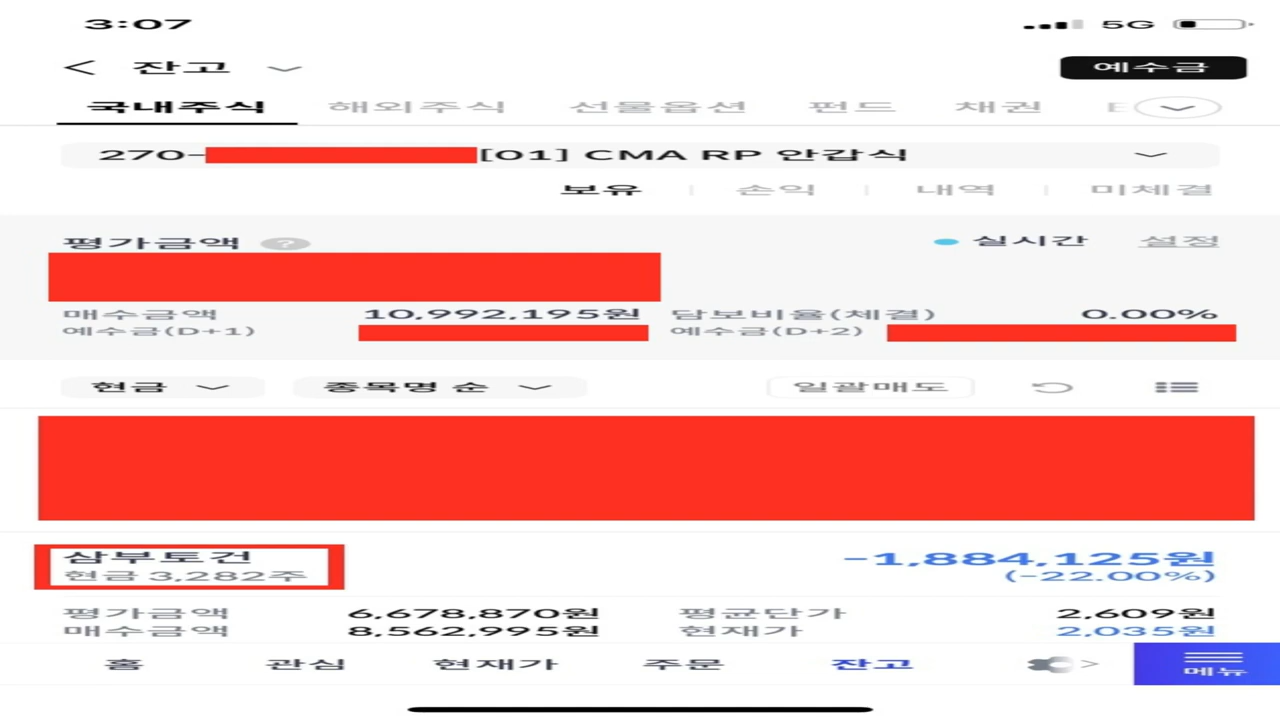 3:07 5G
잔고 예수금
국내주식 해외주식 선물옵션 펀드 채권
270- [01] CMA RP 안갑식
보유 손익 내역 미체결
평가금액 ? 실시간 설정
매수금액 10,992,195원 담보비율(체결) 0.00%
예수금(D+1) 예수금(D+2)
현금 종목명 순 일괄매도
삼부토건 -1,884,125원
현금 3,282주 (-22.00%)
평가금액 6,678,870원 평균단가 2,609원
매수금액 8,562,995원 현재가 2,035원
홈 관심 현재가 주문 잔고 메뉴